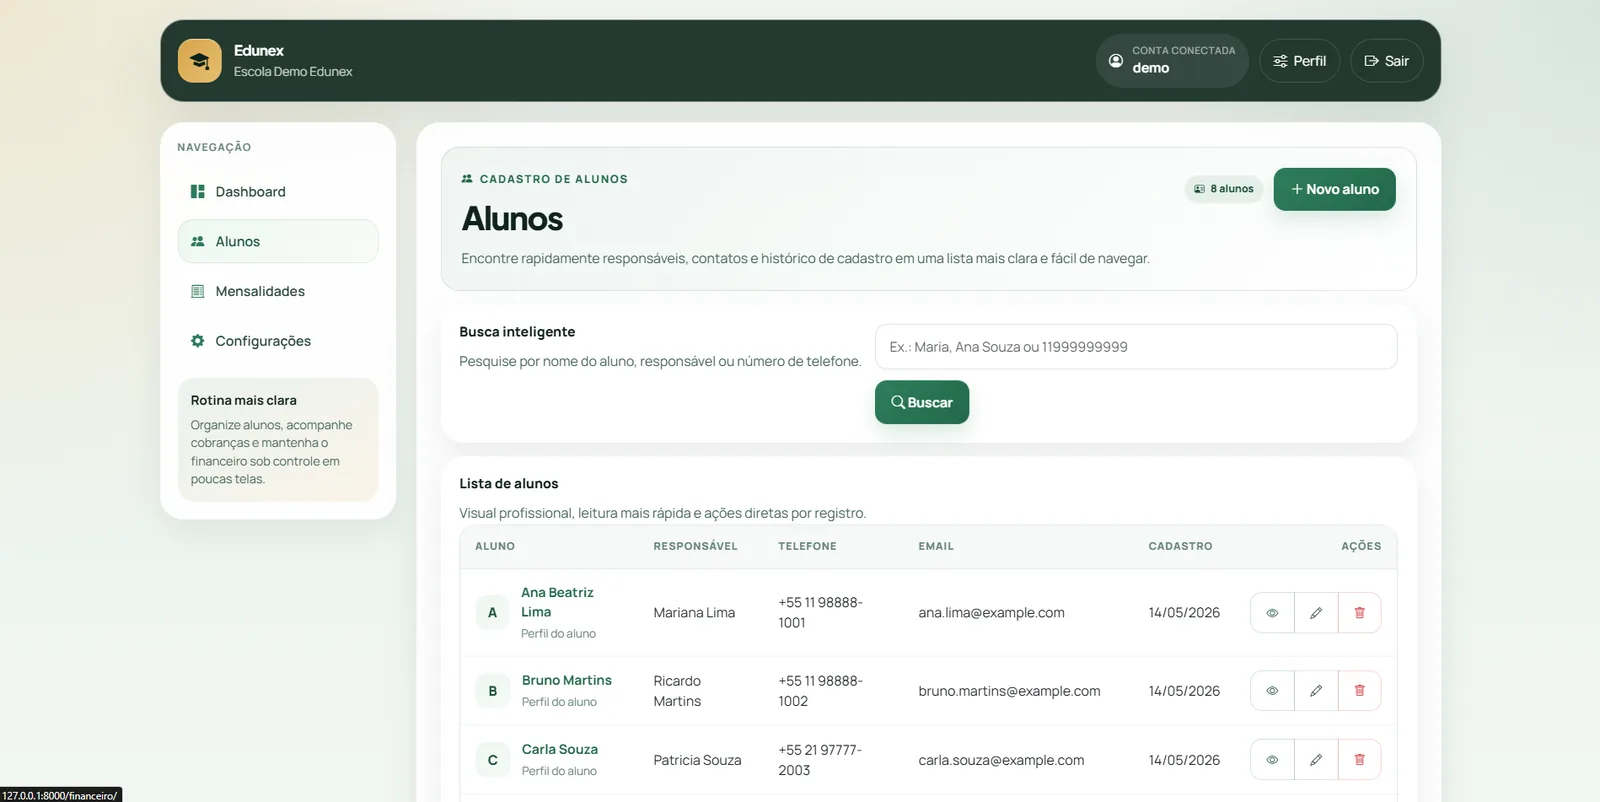 Edunex
Escola Demo Edunex
CONTA CONECTADA
demo
Perfil
Sair
NAVEGAÇÃO
Dashboard
Alunos
Mensalidades
Configurações
Rotina mais clara
Organize alunos, acompanhe
cobranças e mantenha o
financeiro sob controle em
poucas telas.
CADASTRO DE ALUNOS
8 alunos
+ Novo aluno
Alunos
Encontre rapidamente responsáveis, contatos e histórico de cadastro em uma lista mais clara e fácil de navegar.
Busca inteligente
Pesquise por nome do aluno, responsável ou número de telefone.
Ex.: Maria, Ana Souza ou 11999999999
Buscar
Lista de alunos
Visual profissional, leitura mais rápida e ações diretas por registro.
ALUNO RESPONSÁVEL TELEFONE EMAIL CADASTRO AÇÕES
A
Ana Beatriz
Lima
Perfil do aluno
Mariana Lima
+55 11 98888-
1001
ana.lima@example.com
14/05/2026
B
Bruno Martins
Perfil do aluno
Ricardo
Martins
+55 11 98888-
1002
bruno.martins@example.com
14/05/2026
C
Carla Souza
Perfil do aluno
Patricia Souza
+55 21 97777-
2003
carla.souza@example.com
14/05/2026
127.0.0.1:8000/financeiro/